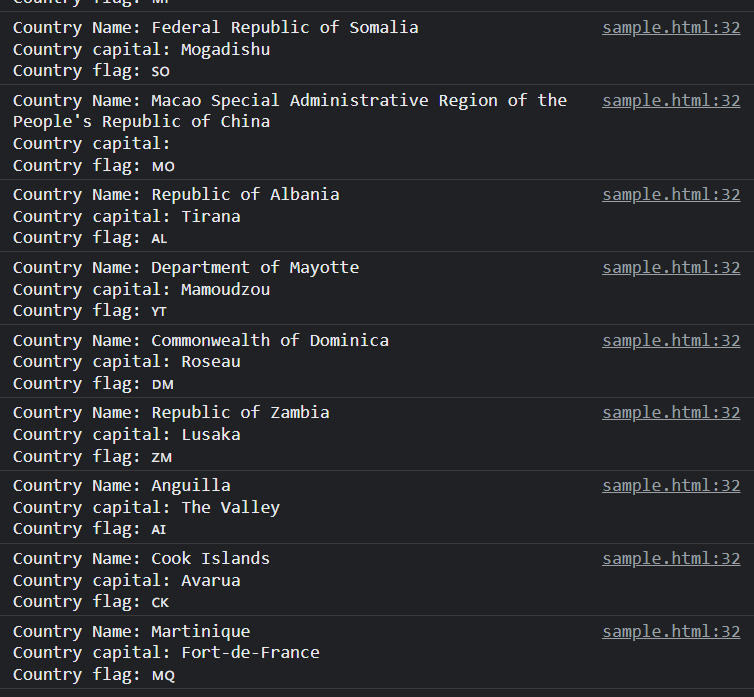 Country Name: Federal Republic of Somalia sample.html:32
Country capital: Mogadishu
Country flag: SO
Country Name: Macao Special Administrative Region of the sample.html:32
People's Republic of China
Country capital:
Country flag: MO
Country Name: Republic of Albania sample.html:32
Country capital: Tirana
Country flag: AL
Country Name: Department of Mayotte sample.html:32
Country capital: Mamoudzou
Country flag: YT
Country Name: Commonwealth of Dominica sample.html:32
Country capital: Roseau
Country flag: DM
Country Name: Republic of Zambia sample.html:32
Country capital: Lusaka
Country flag: ZM
Country Name: Anguilla sample.html:32
Country capital: The Valley
Country flag: AI
Country Name: Cook Islands sample.html:32
Country capital: Avarua
Country flag: CK
Country Name: Martinique sample.html:32
Country capital: Fort-de-France
Country flag: MQ